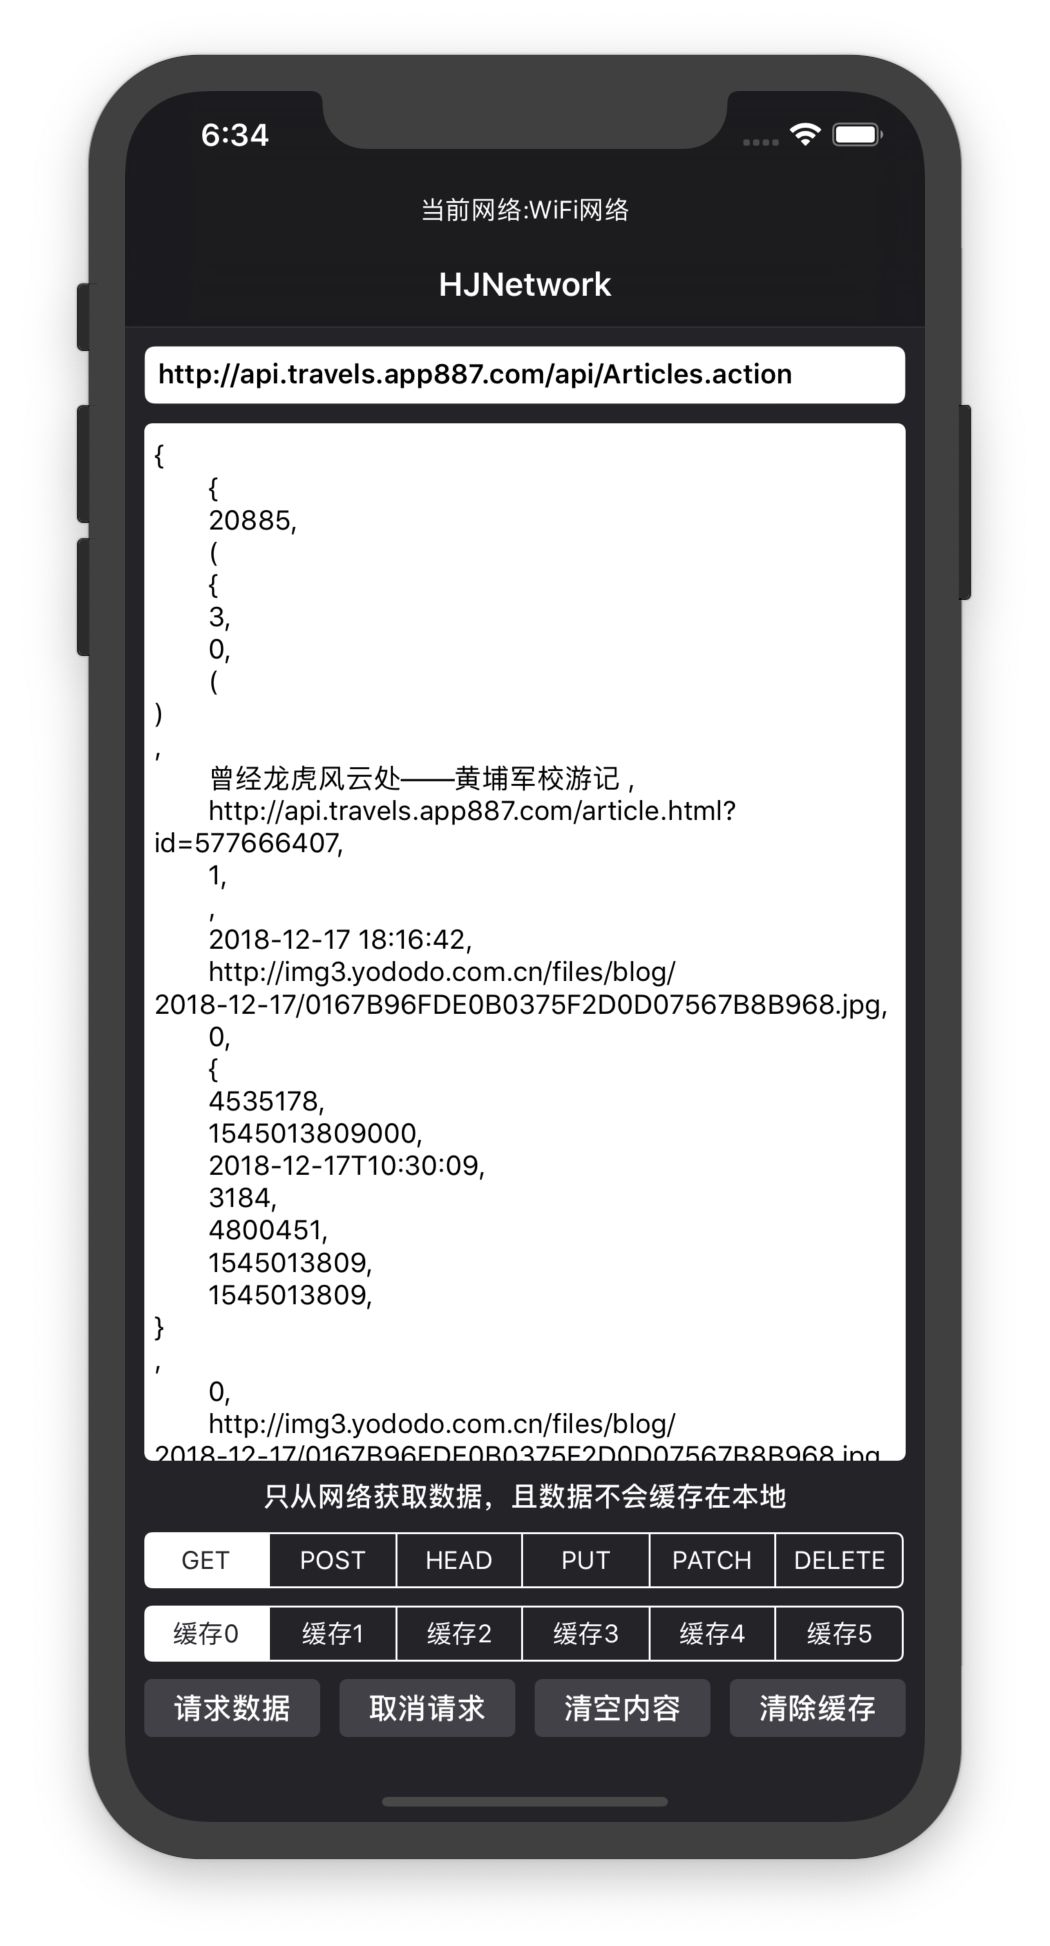 6:34
当前网络:WiFi网络
HJNetwork
http://api.travels.app887.com/api/Articles.action
{
{
20885,
(
{
3,
0,
(
)
,
曾经龙虎风云处——黄埔军校游记 ,
http://api.travels.app887.com/article.html?
id=577666407,
1,
,
2018-12-17 18:16:42,
http://img3.yododo.com.cn/files/blog/
2018-12-17/0167B96FDE0B0375F2D0D07567B8B968.jpg,
0,
{
4535178,
1545013809000,
2018-12-17T10:30:09,
3184,
4800451,
1545013809,
1545013809,
}
,
0,
http://img3.yododo.com.cn/files/blog/
2018-12-17/0167B96FDE0B0375F2D0D07567B8B968.jpg
只从网络获取数据，且数据不会缓存在本地
GET POST HEAD PUT PATCH DELETE
缓存0 缓存1 缓存2 缓存3 缓存4 缓存5
请求数据 取消请求 清空内容 清除缓存